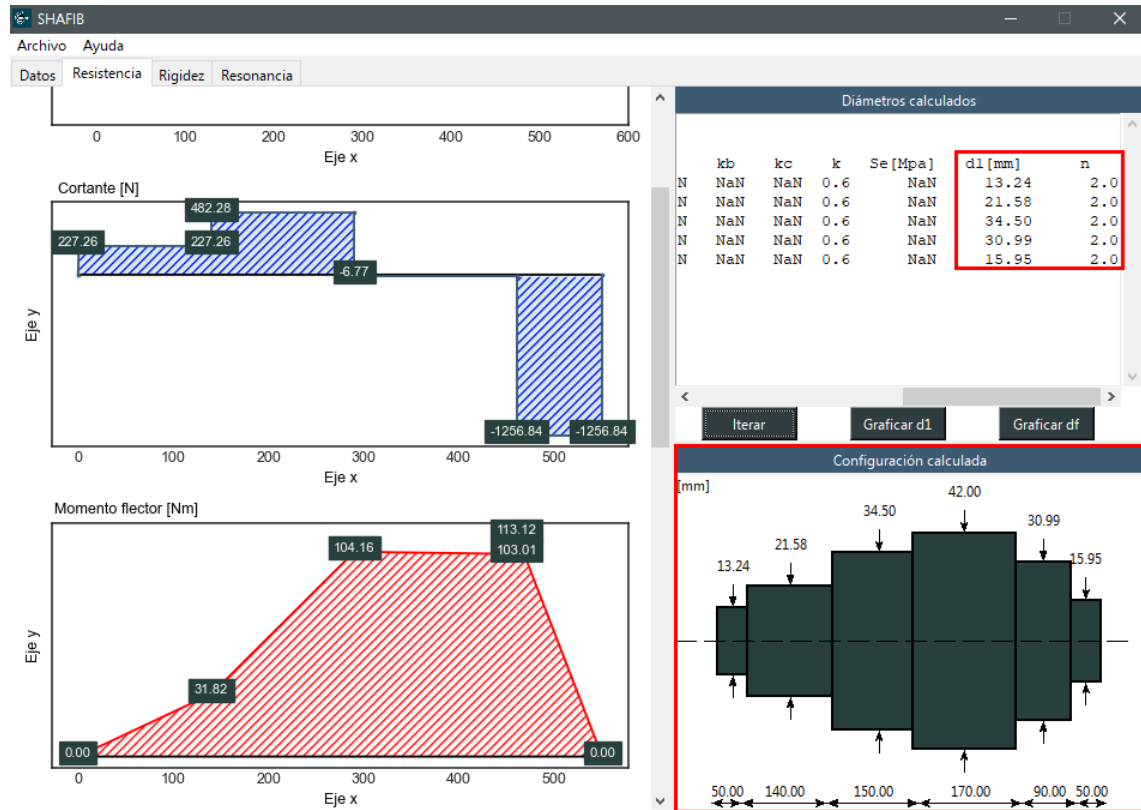 SHAFIB
Archivo Ayuda
Datos Resistencia Rigidez Resonancia
0 100 200 300 400 500 600
Eje x
Cortante [N]
482.28
227.26 227.26
-6.77
-1256.84 -1256.84
Eje y
0 100 200 300 400 500
Eje x
Momento flector [Nm]
113.12
104.16 103.01
31.82
0.00 0.00
Eje y
0 100 200 300 400 500
Eje x
Diámetros calculados
kb kc k Se[Mpa] d1[mm] n
N NaN NaN 0.6 NaN 13.24 2.0
N NaN NaN 0.6 NaN 21.58 2.0
N NaN NaN 0.6 NaN 34.50 2.0
N NaN NaN 0.6 NaN 30.99 2.0
N NaN NaN 0.6 NaN 15.95 2.0
Iterar Graficar d1 Graficar df
Configuración calculada
[mm]
42.00
34.50 30.99
21.58 15.95
13.24
50.00 140.00 150.00 170.00 90.00 50.00